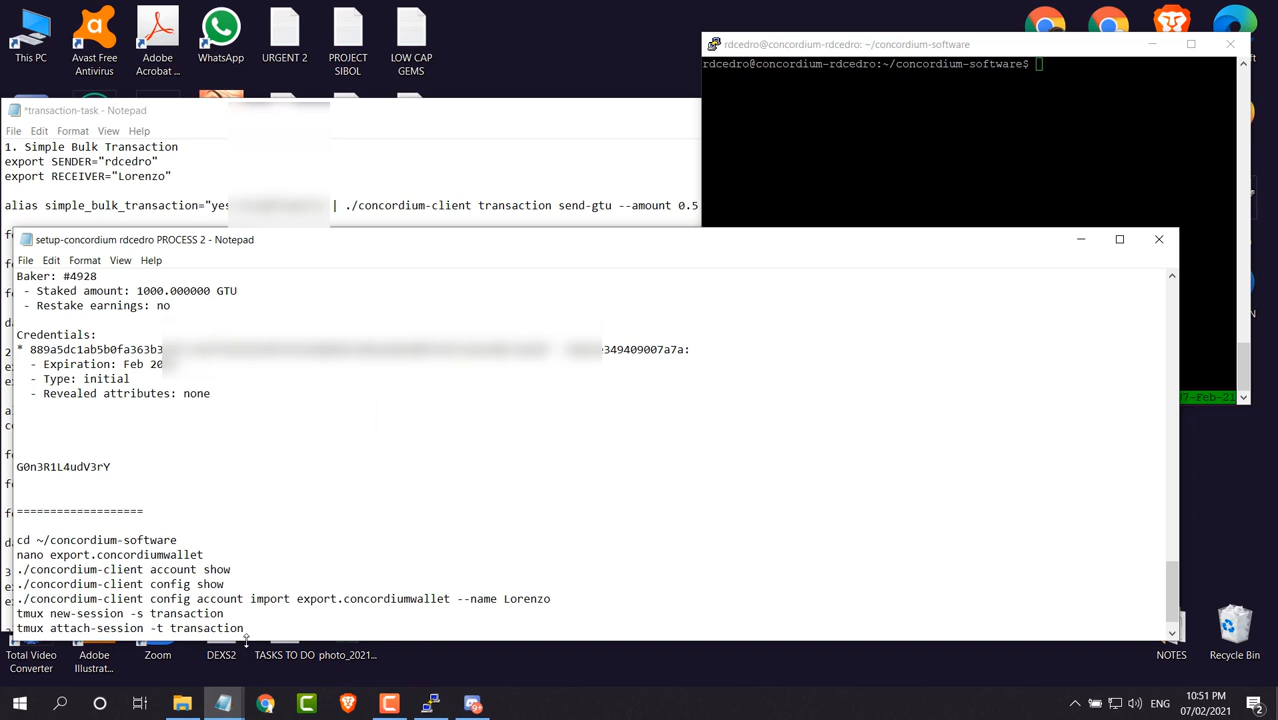 This PC
Avast Free
Antivirus
Adobe
Acrobat ...
WhatsApp
URGENT 2
PROJECT
SIBOL
LOW CAP
GEMS
rdcedro@concordium-rdcedro: ~/concordium-software
rdcedro@concordium-rdcedro:~/concordium-software$
07-Feb-21
*transaction-task - Notepad
File Edit Format View Help
1. Simple Bulk Transaction
export SENDER="rdcedro"
export RECEIVER="Lorenzo"
alias simple_bulk_transaction="yes | ./concordium-client transaction send-gtu --amount 0.5
setup-concordium rdcedro PROCESS 2 - Notepad
File Edit Format View Help
Baker: #4928
- Staked amount: 1000.000000 GTU
- Restake earnings: no
Credentials:
* 889a5dc1ab5b0fa363b3 e349409007a7a:
- Expiration: Feb 20
- Type: initial
- Revealed attributes: none
G0n3R1L4udV3rY
===================
cd ~/concordium-software
nano export.concordiumwallet
./concordium-client account show
./concordium-client config show
./concordium-client config account import export.concordiumwallet --name Lorenzo
tmux new-session -s transaction
tmux attach-session -t transaction
Total Video
Converter
Adobe
Illustrat...
Zoom
DEXS2
TASKS TO DO
photo_2021...
NOTES
Recycle Bin
ENG
10:51 PM
07/02/2021
2